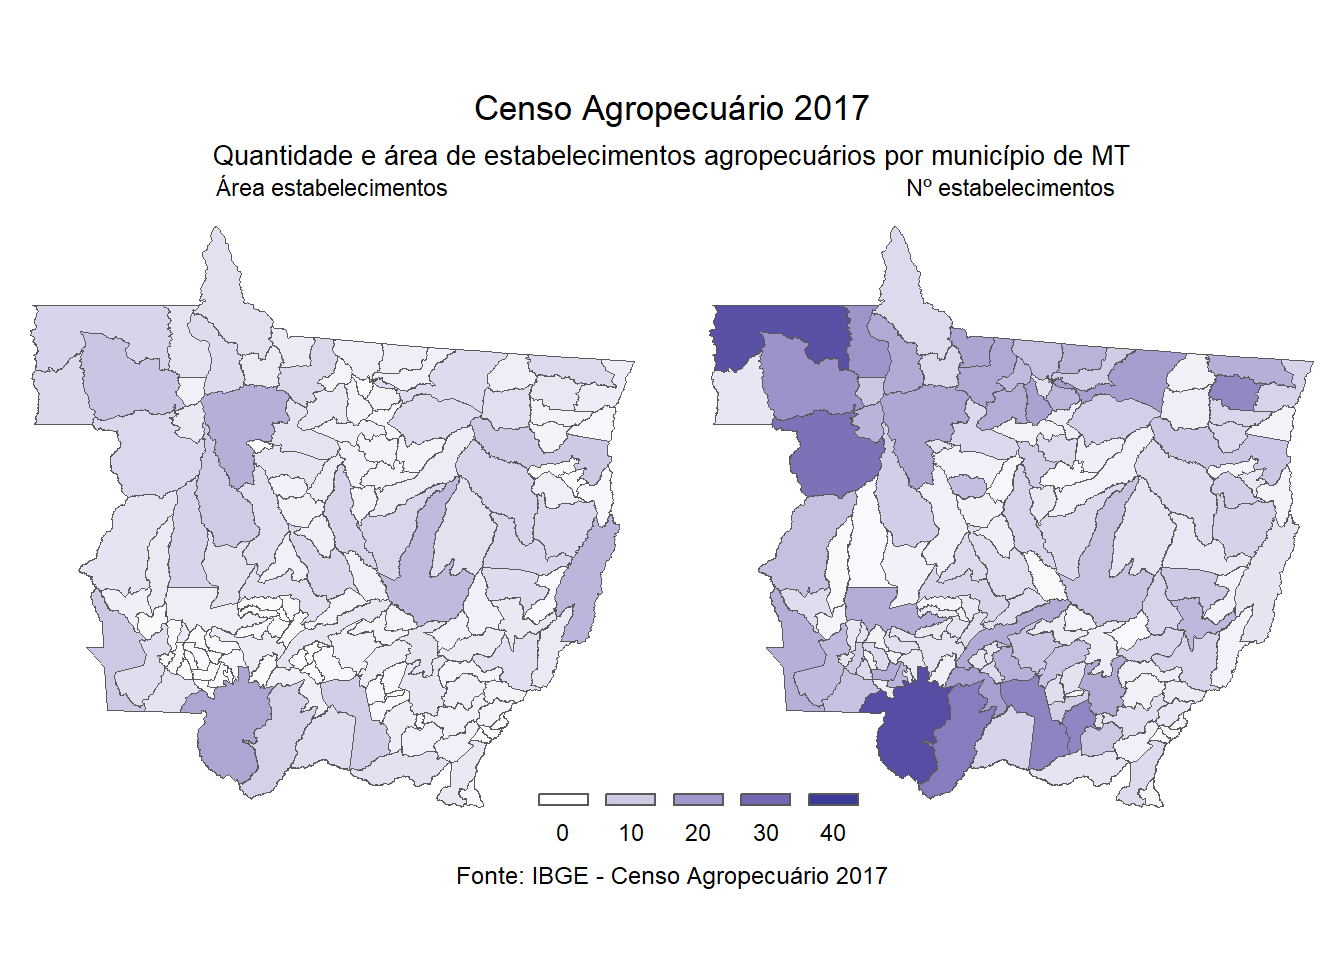 Censo Agropecuário 2017
Quantidade e área de estabelecimentos agropecuários por município de MT
Área estabelecimentos
Nº estabelecimentos
0 10 20 30 40
Fonte: IBGE - Censo Agropecuário 2017